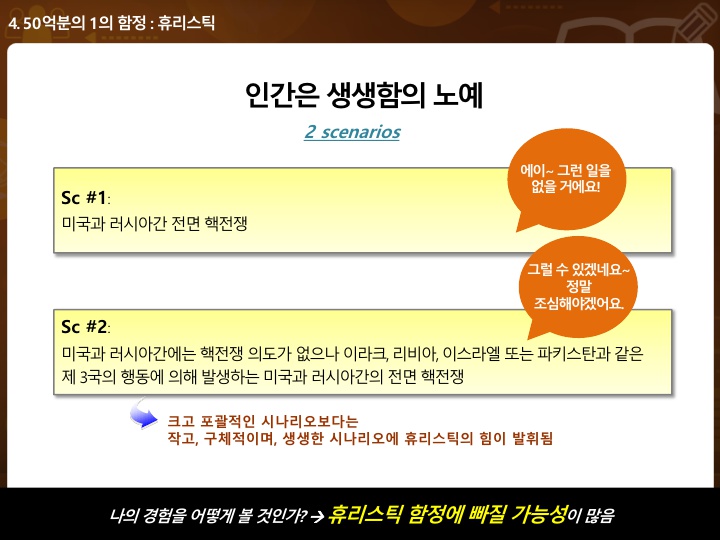 4. 50억분의 1의 함정 : 휴리스틱
인간은 생생함의 노예
2 scenarios
에이~ 그런 일을
없을 거에요!
Sc #1:
미국과 러시아간 전면 핵전쟁
그럴 수 있겠네요~
정말
조심해야겠어요.
Sc #2:
미국과 러시아간에는 핵전쟁 의도가 없으나 이라크, 리비아, 이스라엘 또는 파키스탄과 같은
제 3국의 행동에 의해 발생하는 미국과 러시아간의 전면 핵전쟁
크고 포괄적인 시나리오보다는
작고, 구체적이며, 생생한 시나리오에 휴리스틱의 힘이 발휘됨
나의 경험을 어떻게 볼 것인가? → 휴리스틱 함정에 빠질 가능성이 많음